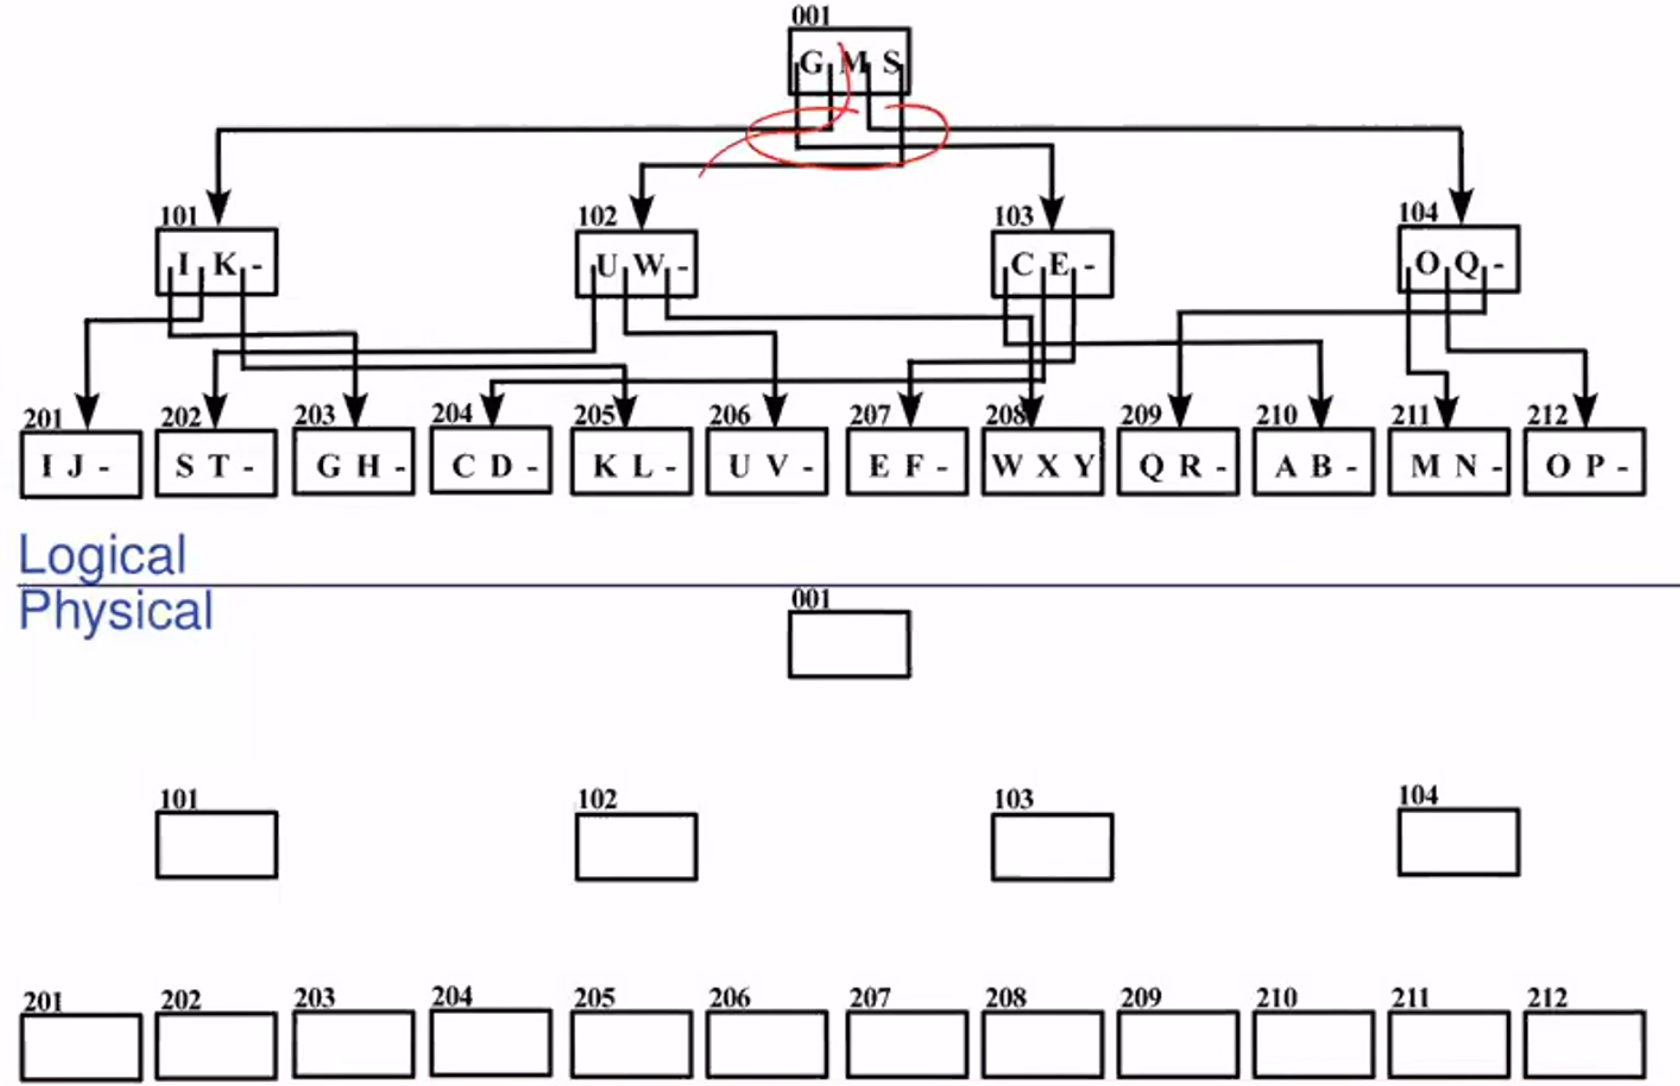 001
G M S
101 102 103 104
I K - U W - C E - O Q -
201 202 203 204 205 206 207 208 209 210 211 212
I J - S T - G H - C D - K L - U V - E F - W X Y Q R - A B - M N - O P -
Logical
Physical
001
101 102 103 104
201 202 203 204 205 206 207 208 209 210 211 212